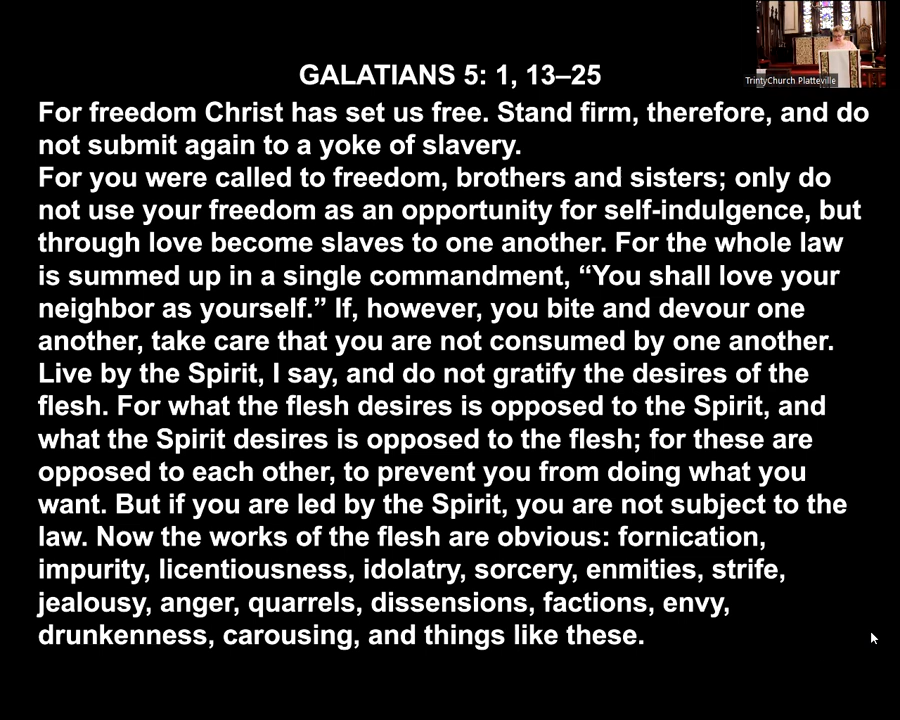 TrintyChurch Platteville
GALATIANS 5: 1, 13–25
For freedom Christ has set us free. Stand firm, therefore, and do
not submit again to a yoke of slavery.
For you were called to freedom, brothers and sisters; only do
not use your freedom as an opportunity for self-indulgence, but
through love become slaves to one another. For the whole law
is summed up in a single commandment, “You shall love your
neighbor as yourself.” If, however, you bite and devour one
another, take care that you are not consumed by one another.
Live by the Spirit, I say, and do not gratify the desires of the
flesh. For what the flesh desires is opposed to the Spirit, and
what the Spirit desires is opposed to the flesh; for these are
opposed to each other, to prevent you from doing what you
want. But if you are led by the Spirit, you are not subject to the
law. Now the works of the flesh are obvious: fornication,
impurity, licentiousness, idolatry, sorcery, enmities, strife,
jealousy, anger, quarrels, dissensions, factions, envy,
drunkenness, carousing, and things like these.